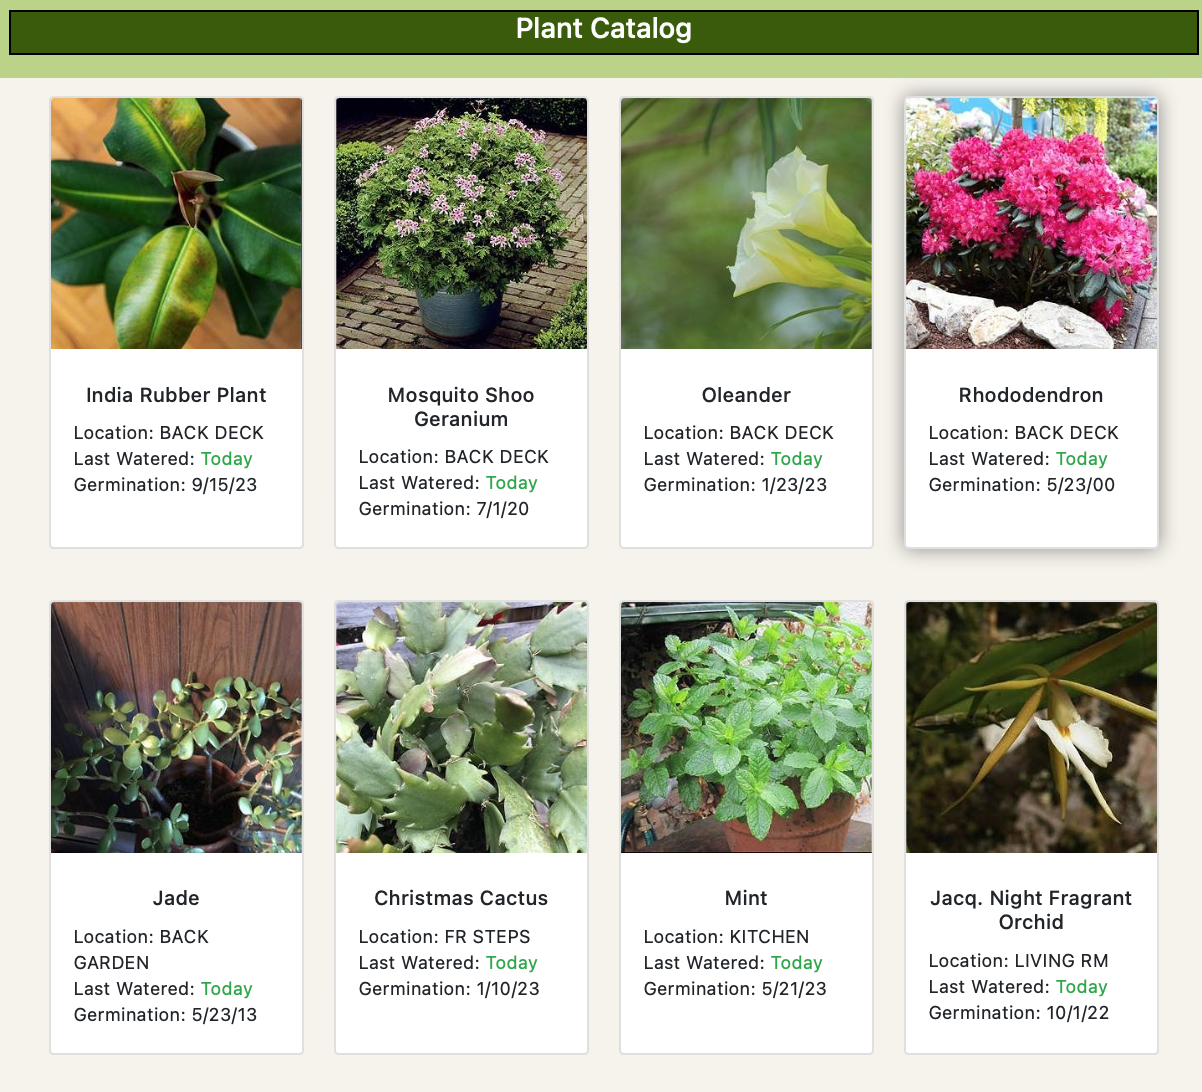 Plant Catalog
India Rubber Plant
Location: BACK DECK
Last Watered: Today
Germination: 9/15/23
Mosquito Shoo
Geranium
Location: BACK DECK
Last Watered: Today
Germination: 7/1/20
Oleander
Location: BACK DECK
Last Watered: Today
Germination: 1/23/23
Rhododendron
Location: BACK DECK
Last Watered: Today
Germination: 5/23/00
Jade
Location: BACK
GARDEN
Last Watered: Today
Germination: 5/23/13
Christmas Cactus
Location: FR STEPS
Last Watered: Today
Germination: 1/10/23
Mint
Location: KITCHEN
Last Watered: Today
Germination: 5/21/23
Jacq. Night Fragrant
Orchid
Location: LIVING RM
Last Watered: Today
Germination: 10/1/22